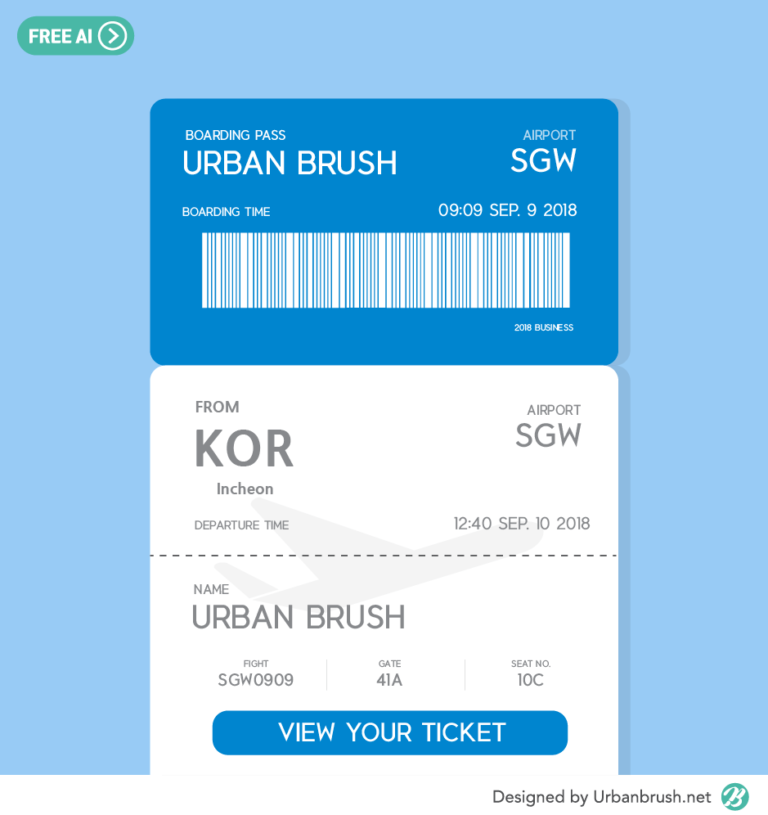 FREE AI
BOARDING PASS
AIRPORT
URBAN BRUSH
SGW
BOARDING TIME
09:09 SEP. 9 2018
2018 BUSINESS
FROM
AIRPORT
KOR
SGW
Incheon
DEPARTURE TIME
12:40 SEP. 10 2018
NAME
URBAN BRUSH
FIGHT
GATE
SEAT NO.
SGW0909
41A
10C
VIEW YOUR TICKET
Designed by Urbanbrush.net